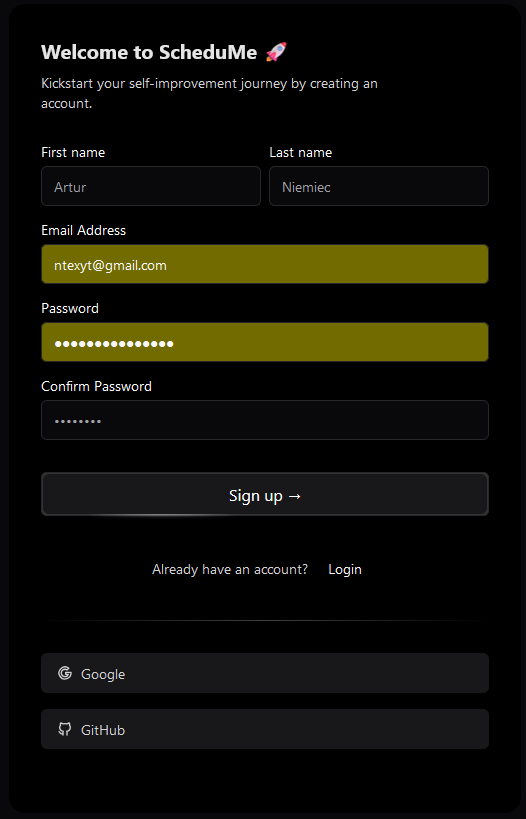 Welcome to ScheduMe 🚀
Kickstart your self-improvement journey by creating an
account.
First name
Last name
Artur
Niemiec
Email Address
ntexyt@gmail.com
Password
•••••••••••••••
Confirm Password
••••••••
Sign up →
Already have an account? Login
Google
GitHub